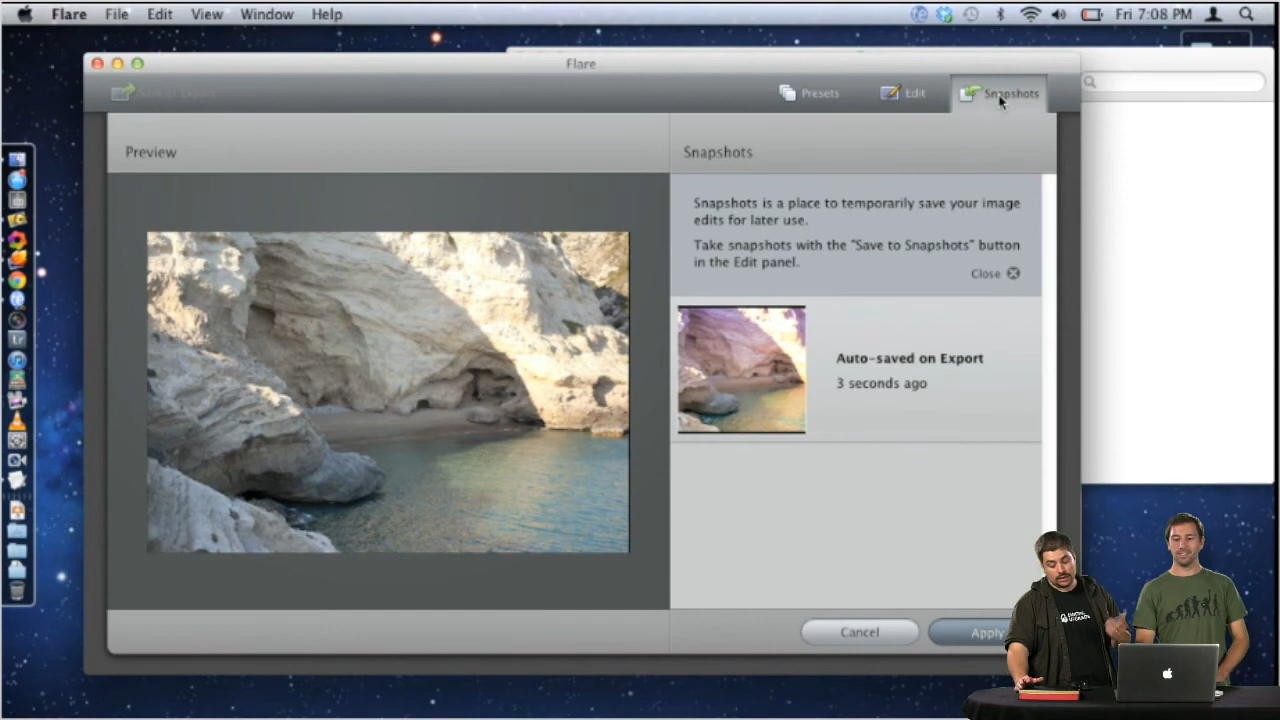 Flare File Edit View Window Help Fri 7:08 PM
Flare
Presets Edit Snapshots
Preview
Snapshots
Snapshots is a place to temporarily save your image
edits for later use.
Take snapshots with the "Save to Snapshots" button
in the Edit panel.
Close
Auto-saved on Export
3 seconds ago
Cancel
Apply